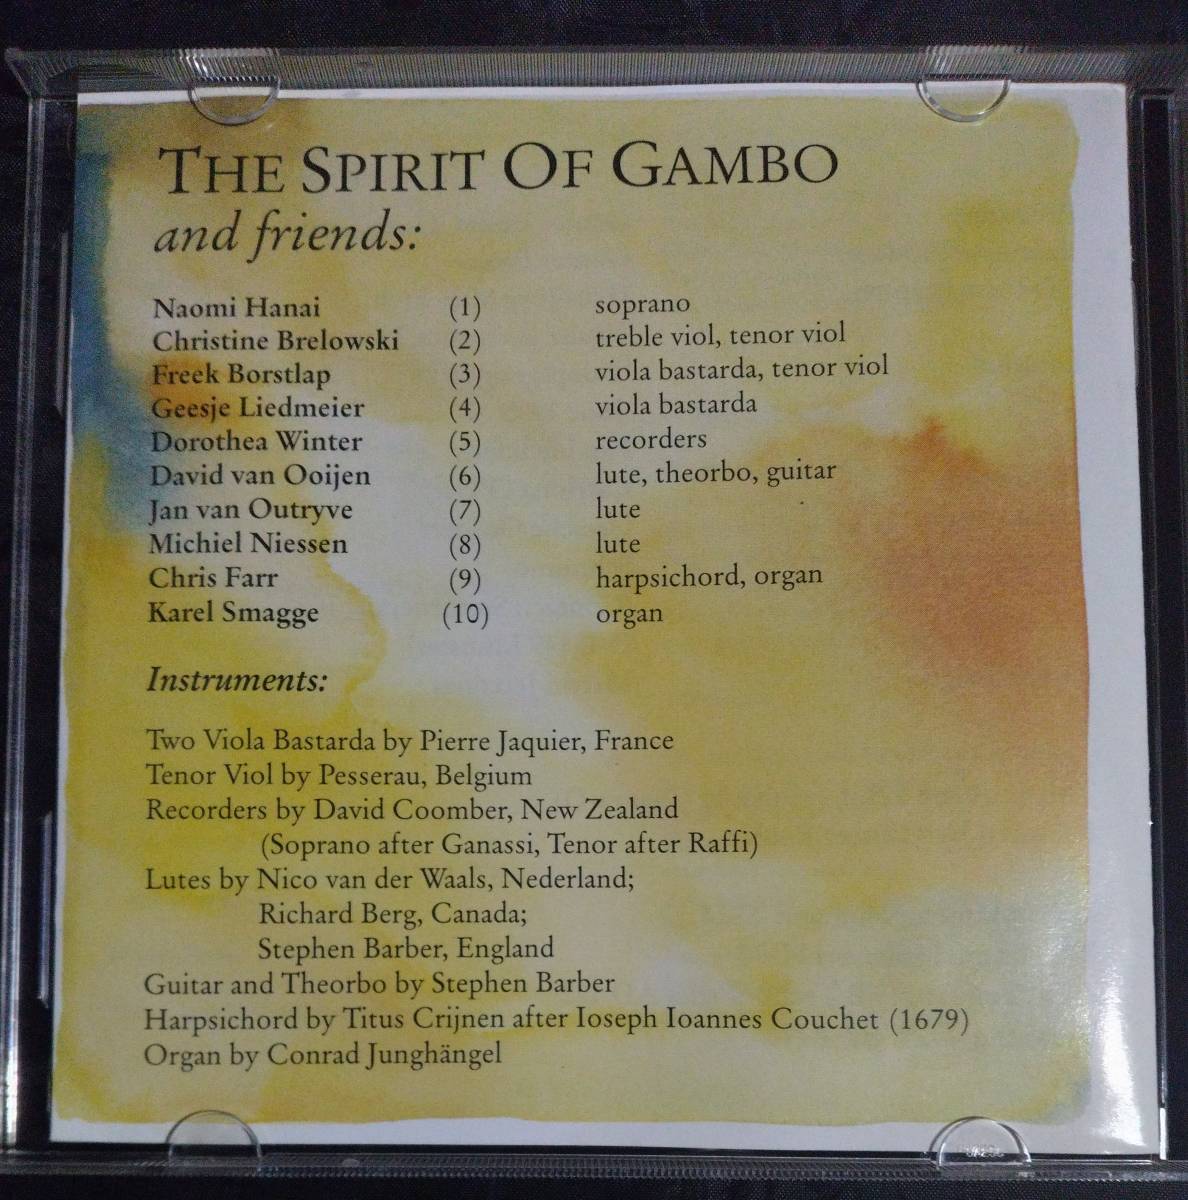 THE SPIRIT OF GAMBO
and friends:
Naomi Hanai (1) soprano
Christine Brelowski (2) treble viol, tenor viol
Freek Borstlap (3) viola bastarda, tenor viol
Geesje Liedmeier (4) viola bastarda
Dorothea Winter (5) recorders
David van Ooijen (6) lute, theorbo, guitar
Jan van Outryve (7) lute
Michiel Niessen (8) lute
Chris Farr (9) harpsichord, organ
Karel Smagge (10) organ
Instruments:
Two Viola Bastarda by Pierre Jaquier, France
Tenor Viol by Pesserau, Belgium
Recorders by David Coomber, New Zealand
(Soprano after Ganassi, Tenor after Raffi)
Lutes by Nico van der Waals, Nederland;
Richard Berg, Canada;
Stephen Barber, England
Guitar and Theorbo by Stephen Barber
Harpsichord by Titus Crijnen after Ioseph Ioannes Couchet (1679)
Organ by Conrad Junghängel